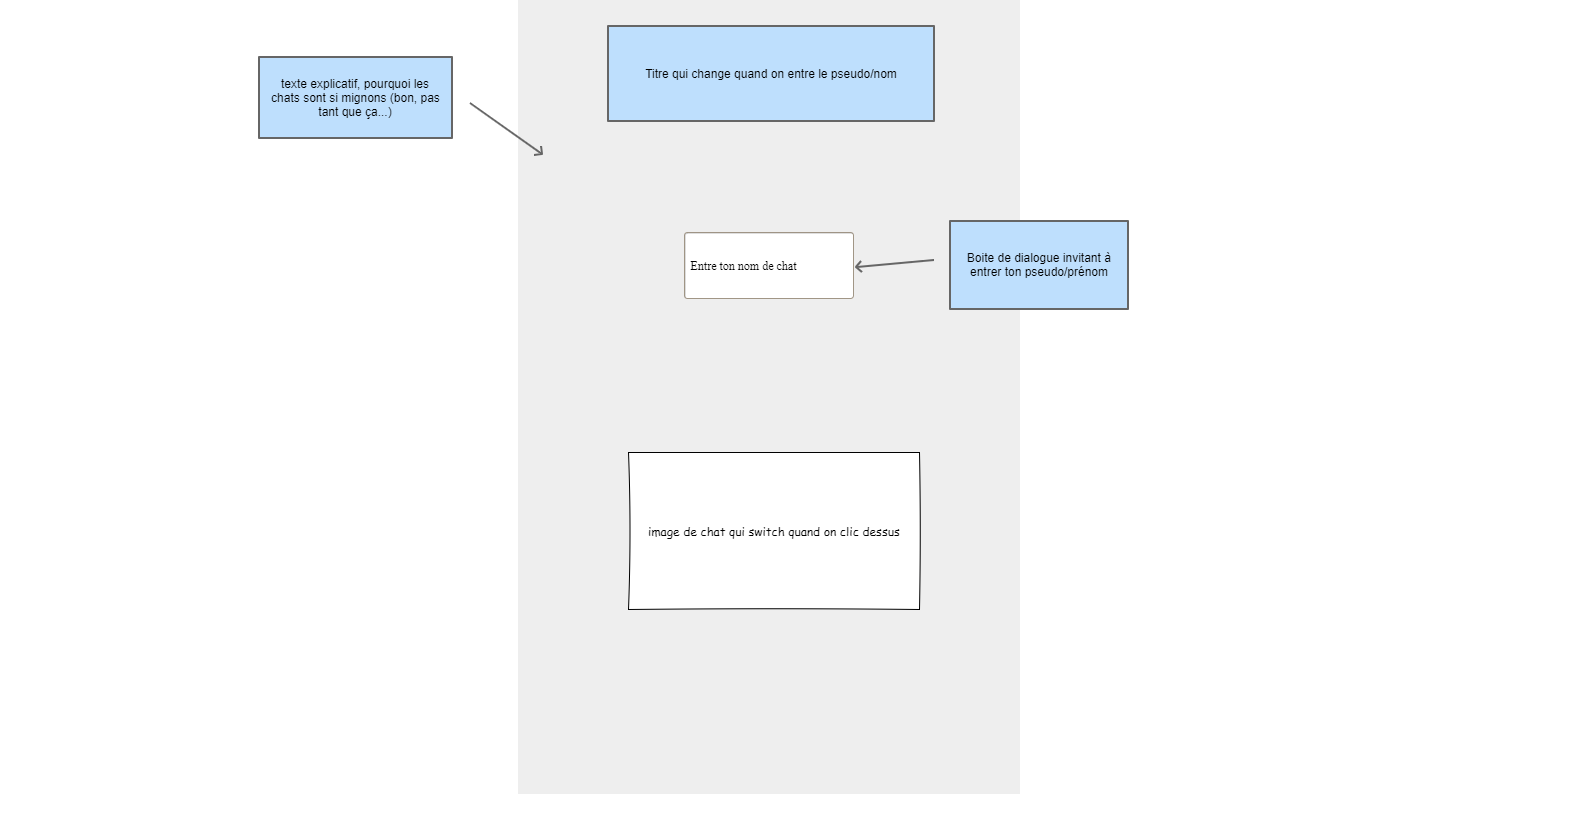 Titre qui change quand on entre le pseudo/nom
texte explicatif, pourquoi les
chats sont si mignons (bon, pas
tant que ça...)
Entre ton nom de chat
Boite de dialogue invitant à
entrer ton pseudo/prénom
image de chat qui switch quand on clic dessus